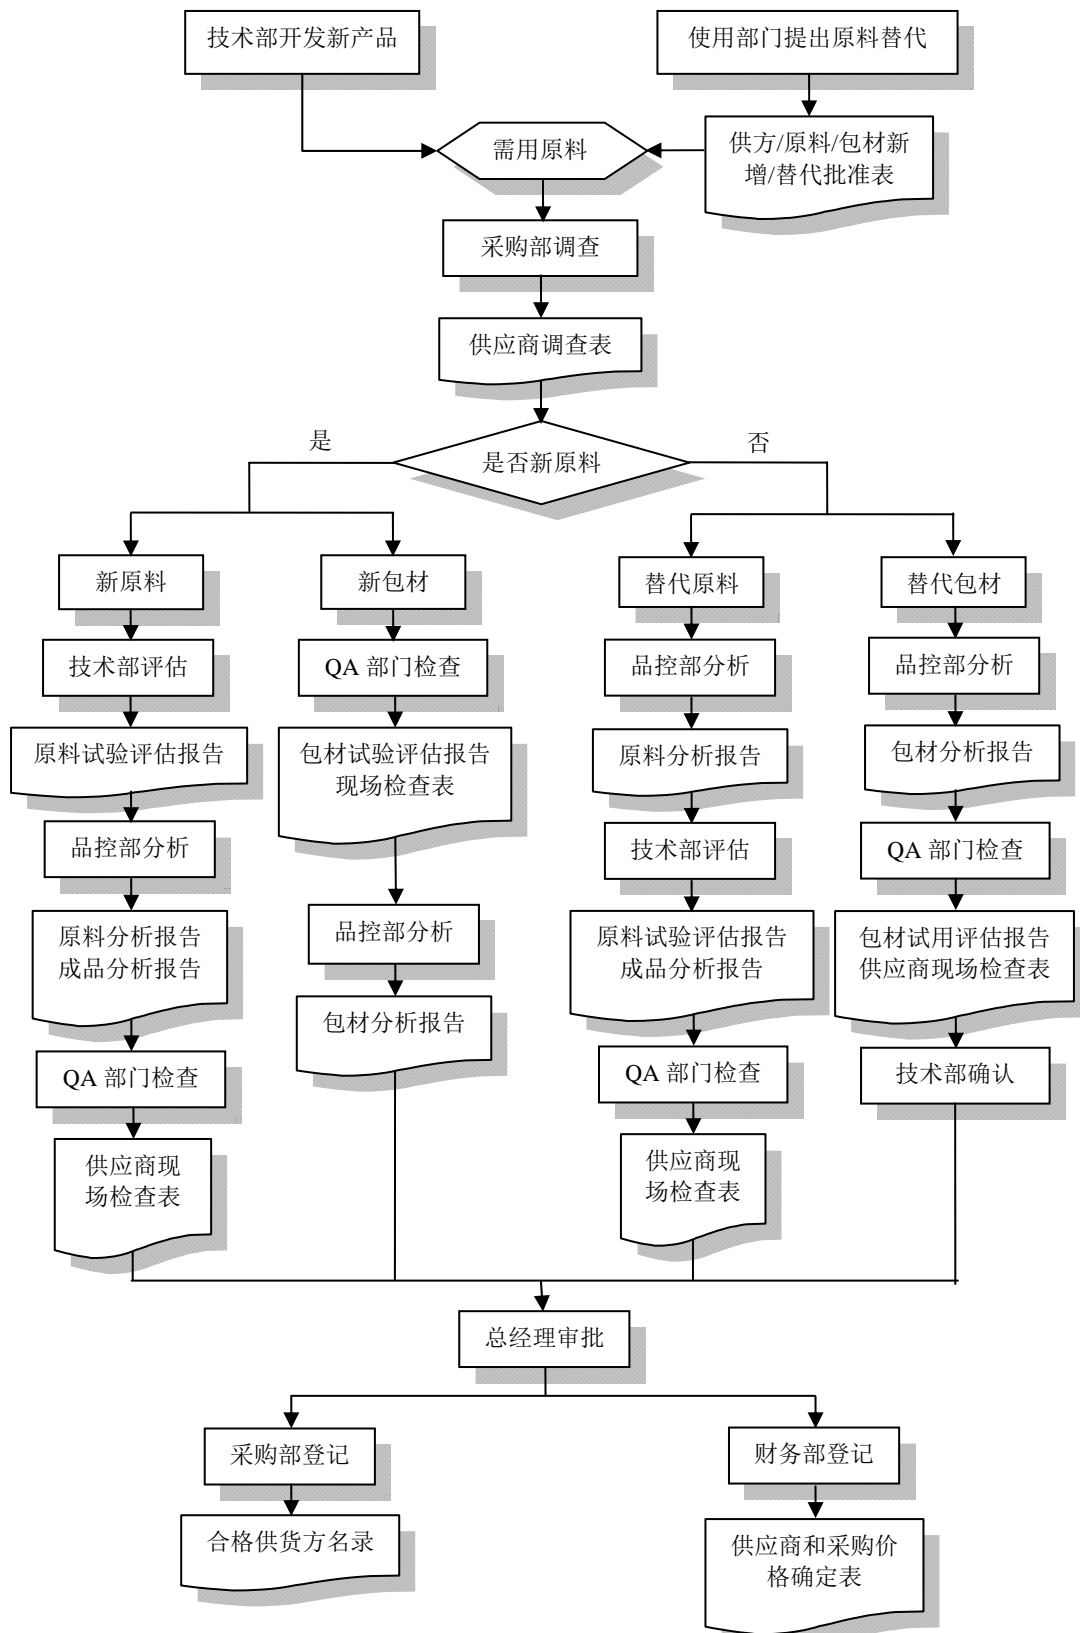 技术部开发新产品
使用部门提出原料替代
需用原料
供方/原料/包材新
增/替代批准表
采购部调查
供应商调查表
是
是否新原料
否
新原料
新包材
替代原料
替代包材
技术部评估
QA 部门检查
品控部分析
品控部分析
原料试验评估报告
包材试验评估报告
现场检查表
原料分析报告
包材分析报告
品控部分析
技术部评估
QA 部门检查
原料分析报告
成品分析报告
品控部分析
原料试验评估报告
成品分析报告
包材试用评估报告
供应商现场检查表
包材分析报告
QA 部门检查
QA 部门检查
技术部确认
供应商现
场检查表
供应商现
场检查表
总经理审批
采购部登记
财务部登记
合格供货方名录
供应商和采购价
格确定表